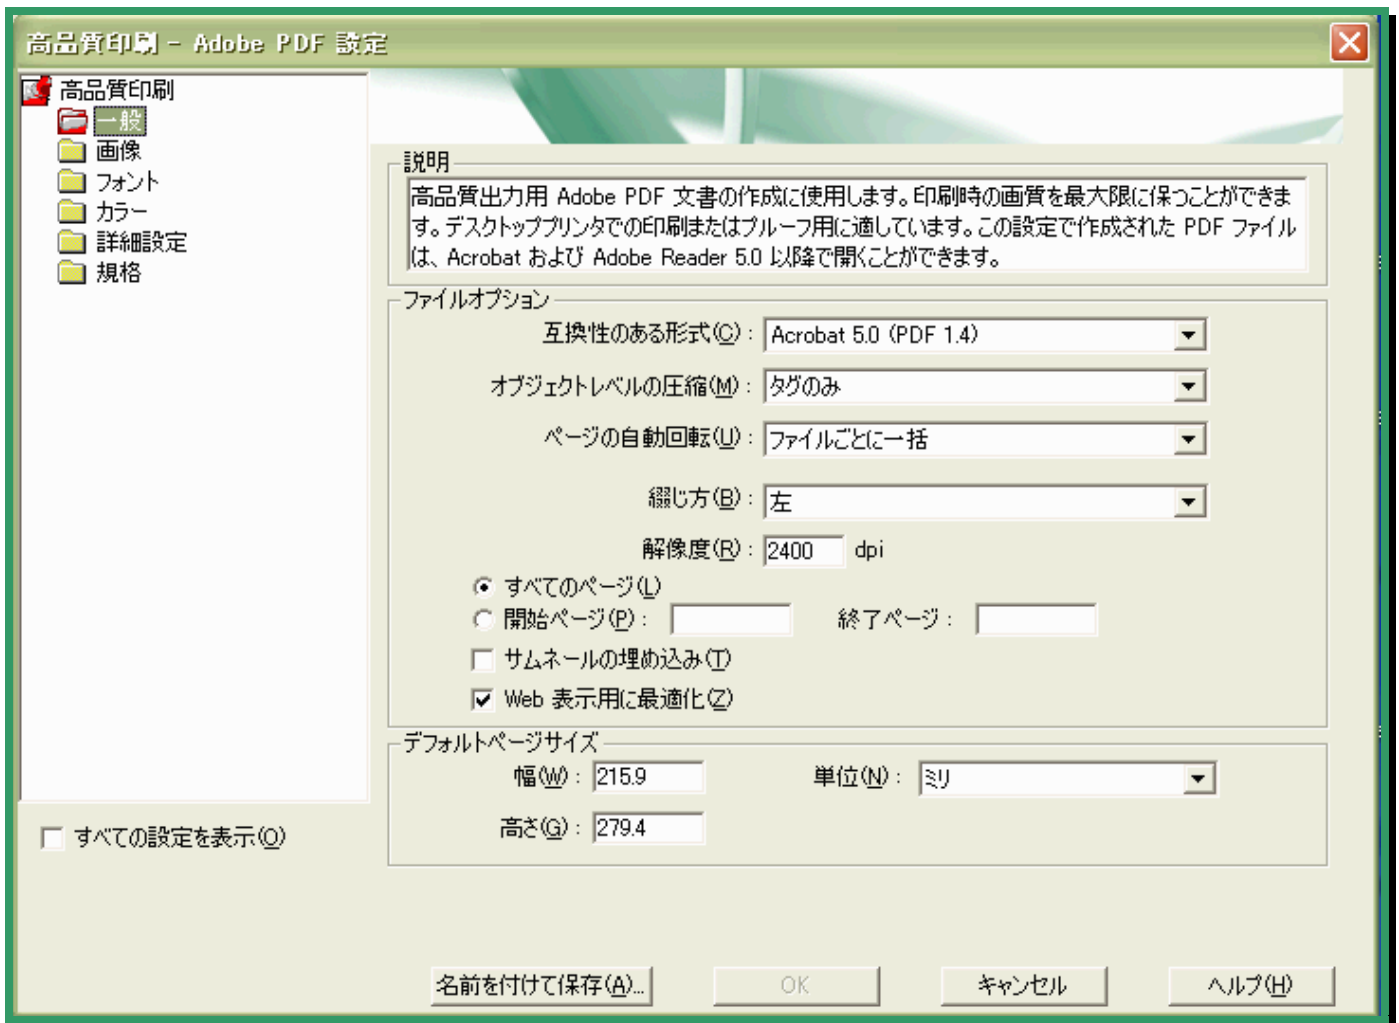 高品質印刷 - Adobe PDF 設定
高品質印刷
一般
画像
フォント
カラー
詳細設定
規格
すべての設定を表示(O)
説明
高品質出力用 Adobe PDF 文書の作成に使用します。印刷時の画質を最大限に保つことができま
す。デスクトッププリンタでの印刷またはプルーフ用に適しています。この設定で作成された PDF ファイル
は、Acrobat および Adobe Reader 5.0 以降で開くことができます。
ファイルオプション
互換性のある形式(C): Acrobat 5.0 (PDF 1.4)
オブジェクトレベルの圧縮(M): タグのみ
ページの自動回転(U): ファイルごとに一括
綴じ方(B): 左
解像度(R): 2400 dpi
すべてのページ(L)
開始ページ(P): 終了ページ:
サムネールの埋め込み(T)
Web 表示用に最適化(Z)
デフォルトページサイズ
幅(W): 215.9 単位(N): ミリ
高さ(G): 279.4
名前を付けて保存(A)... OK キャンセル ヘルプ(H)